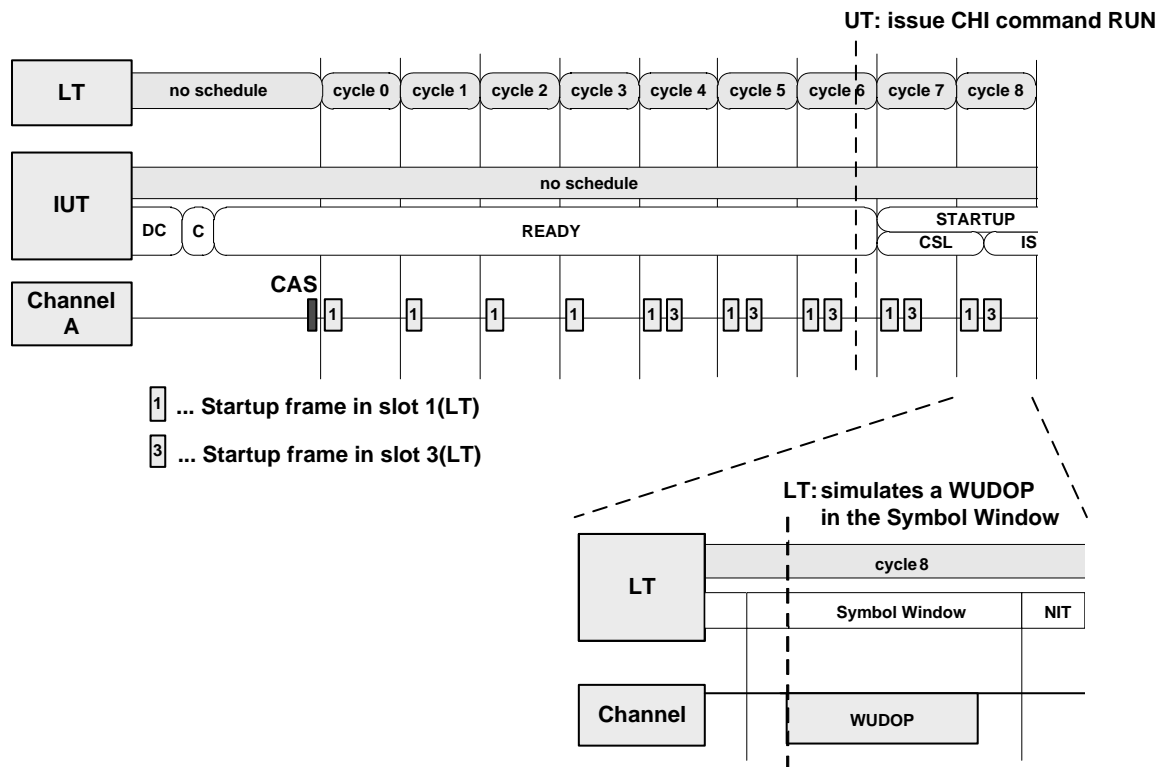 UT: issue CHI command RUN
LT
no schedule
cycle 0
cycle 1
cycle 2
cycle 3
cycle 4
cycle 5
cycle 6
cycle 7
cycle 8
IUT
no schedule
DC
C
READY
STARTUP
CSL
IS
Channel
A
CAS
1
1
1
1
1 3
1 3
1 3
1 3
1 3
1 ... Startup frame in slot 1(LT)
3 ... Startup frame in slot 3(LT)
LT: simulates a WUDOP
in the Symbol Window
LT
cycle 8
Symbol Window
NIT
Channel
WUDOP